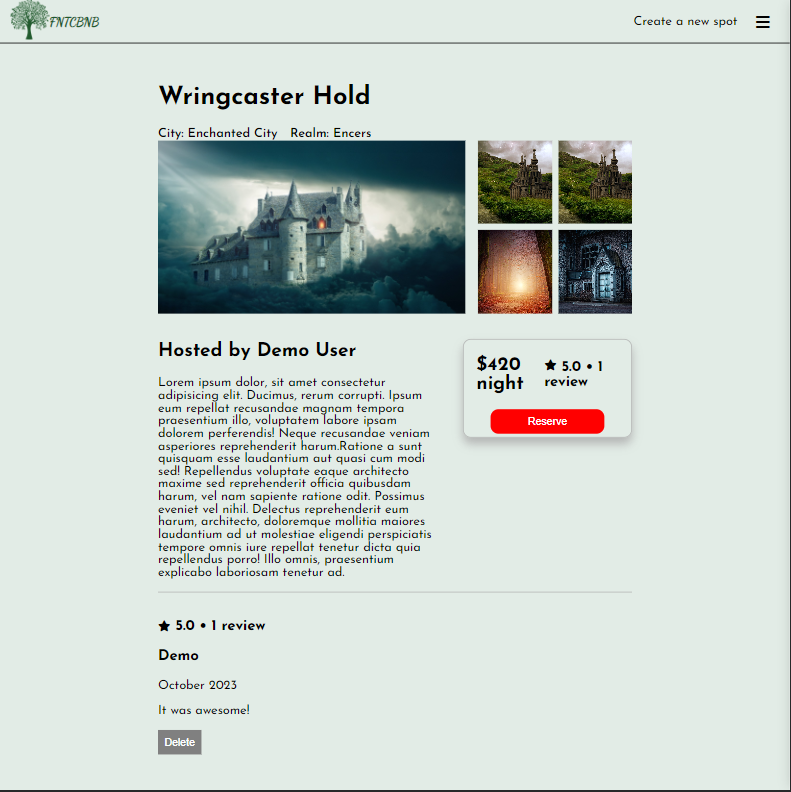 FNTCBNB
Create a new spot
Wringcaster Hold
City: Enchanted City Realm: Encers
Hosted by Demo User
Lorem ipsum dolor, sit amet consectetur
adipisicing elit. Ducimus, rerum corrupti. Ipsum
eum repellat recusandae magnam tempora
praesentium illo, voluptatem labore ipsam
dolorem perferendis! Neque recusandae veniam
asperiores reprehenderit harum.Ratione a sunt
quisquam esse laudantium aut quasi cum modi
sed! Repellendus voluptate eaque architecto
maxime sed reprehenderit officia quibusdam
harum, vel nam sapiente ratione odit. Possimus
eveniet vel nihil. Delectus reprehenderit eum
harum, architecto, doloremque mollitia maiores
laudantium ad ut molestiae eligendi perspiciatis
tempore omnis iure repellat tenetur dicta quia
repellendus porro! Illo omnis, praesentium
explicabo laboriosam tenetur ad.
$420
night
★ 5.0 • 1
review
Reserve
★ 5.0 • 1 review
Demo
October 2023
It was awesome!
Delete